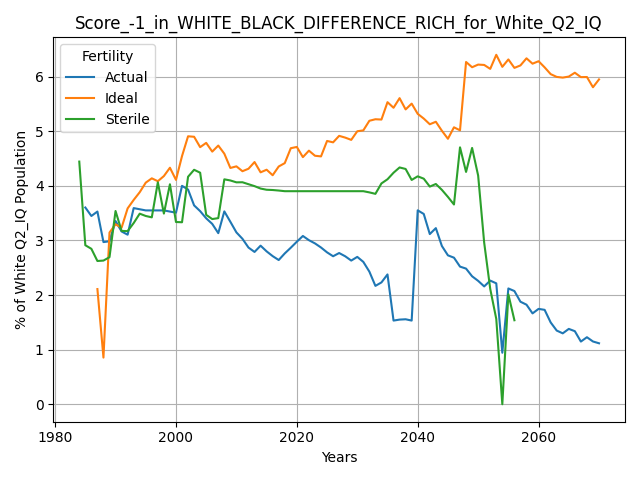 Score_-1_in_WHITE_BLACK_DIFFERENCE_RICH_for_White_Q2_IQ
Fertility
Actual
Ideal
Sterile
% of White Q2_IQ Population
6
5
4
3
2
1
0
1980 2000 2020 2040 2060
Years